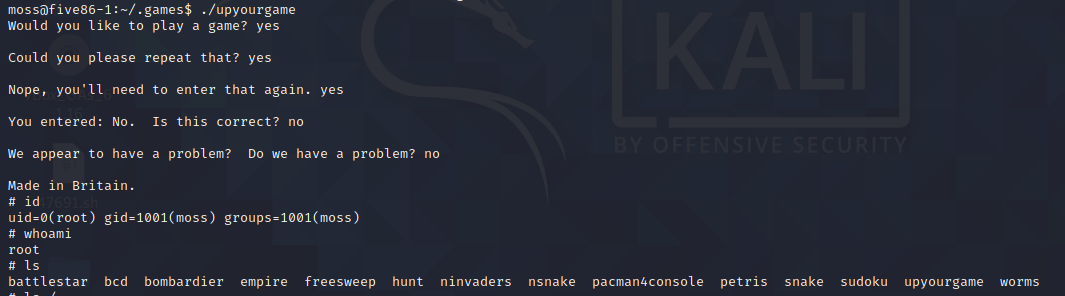 moss@five86-1:~/.games$ ./upyourgame
Would you like to play a game? yes
Could you please repeat that? yes
Nope, you'll need to enter that again. yes
You entered: No.  Is this correct? no
We appear to have a problem?  Do we have a problem? no
Made in Britain.
# id
uid=0(root) gid=1001(moss) groups=1001(moss)
# whoami
root
# ls
battlestar  bcd  bombardier  empire  freesweep  hunt  ninvaders  nsnake  pacman4console  petris  snake  sudoku  upyourgame  worms
KALI
BY OFFENSIVE SECURITY